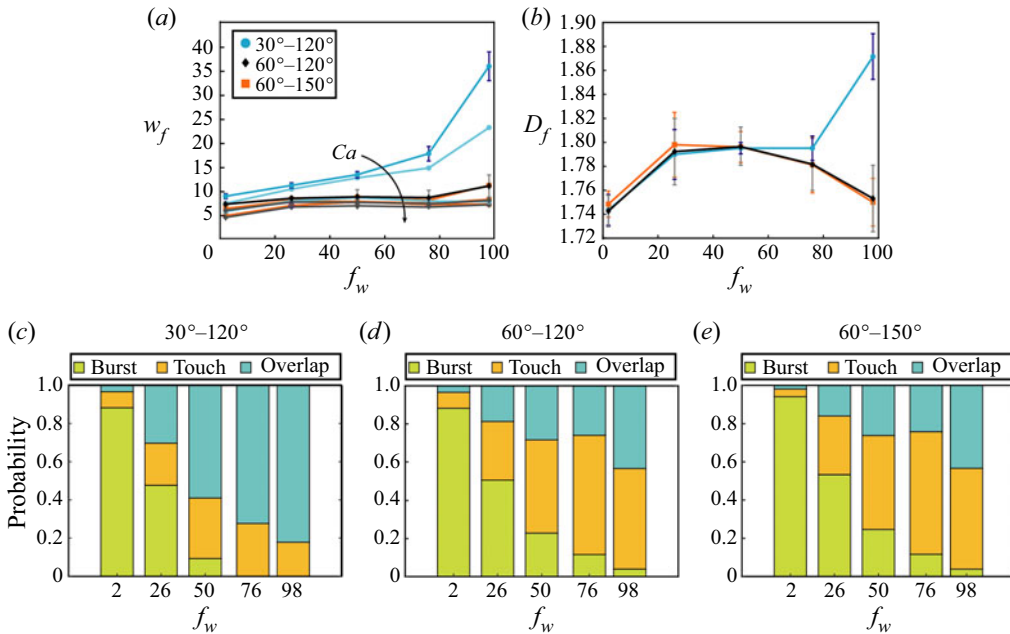 (a)
40
35
30
25
20
15
10
5
w_f
30°–120°
60°–120°
60°–150°
Ca
0 20 40 60 80 100
f_w
(b)
1.90
1.88
1.86
1.84
1.82
1.80
1.78
1.76
1.74
1.72
D_f
0 20 40 60 80 100
f_w
(c) 30°–120°
Burst Touch Overlap
1.0
0.8
0.6
0.4
0.2
0
Probability
2 26 50 76 98
f_w
(d) 60°–120°
Burst Touch Overlap
1.0
0.8
0.6
0.4
0.2
0
2 26 50 76 98
f_w
(e) 60°–150°
Burst Touch Overlap
1.0
0.8
0.6
0.4
0.2
0
2 26 50 76 98
f_w